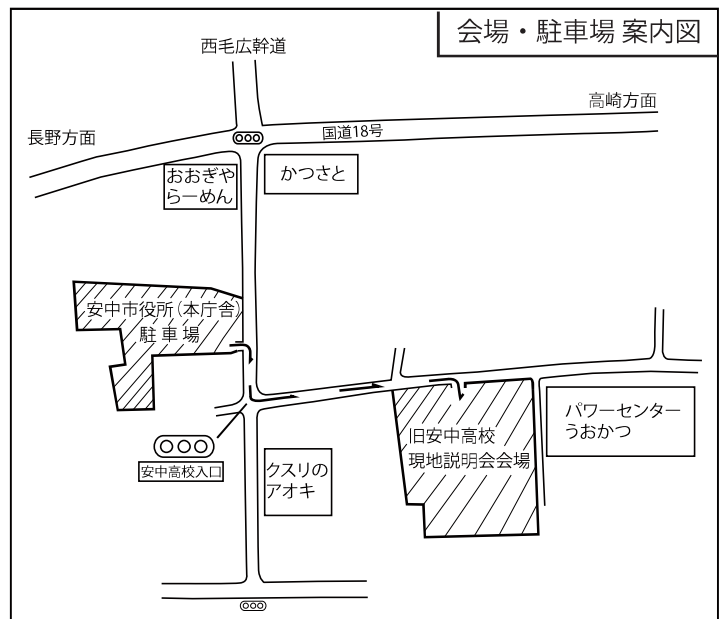 会場・駐車場 案内図
西毛広幹道
高崎方面
国道18号
長野方面
おおぎや
らーめん
かつさと
安中市役所(本庁舎)
駐車場
パワーセンター
うおかつ
旧安中高校
現地説明会会場
安中高校入口
クスリの
アオキ